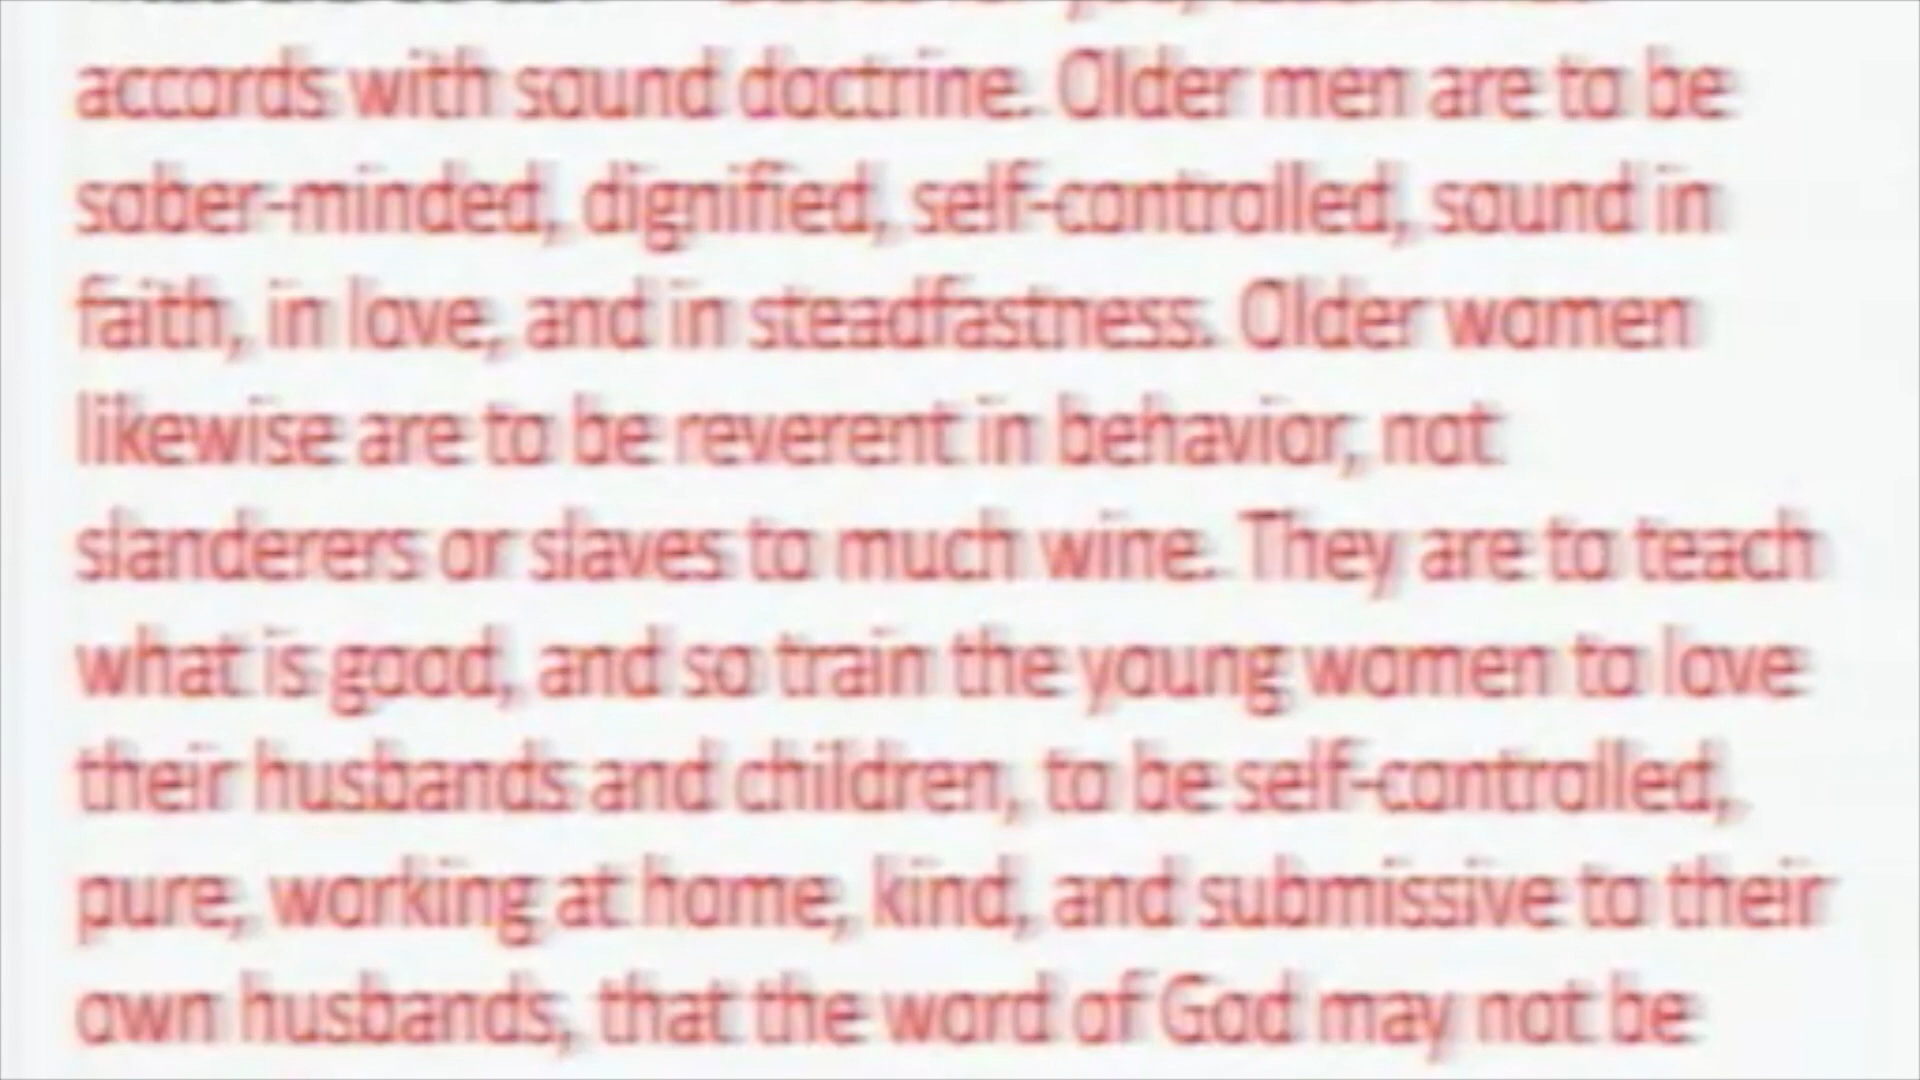 accords with sound doctrine. Older men are to be
sober-minded, dignified, self-controlled, sound in
faith, in love, and in steadfastness. Older women
likewise are to be reverent in behavior, not
slanderers or slaves to much wine. They are to teach
what is good, and so train the young women to love
their husbands and children, to be self-controlled,
pure, working at home, kind, and submissive to their
own husbands, that the word of God may not be